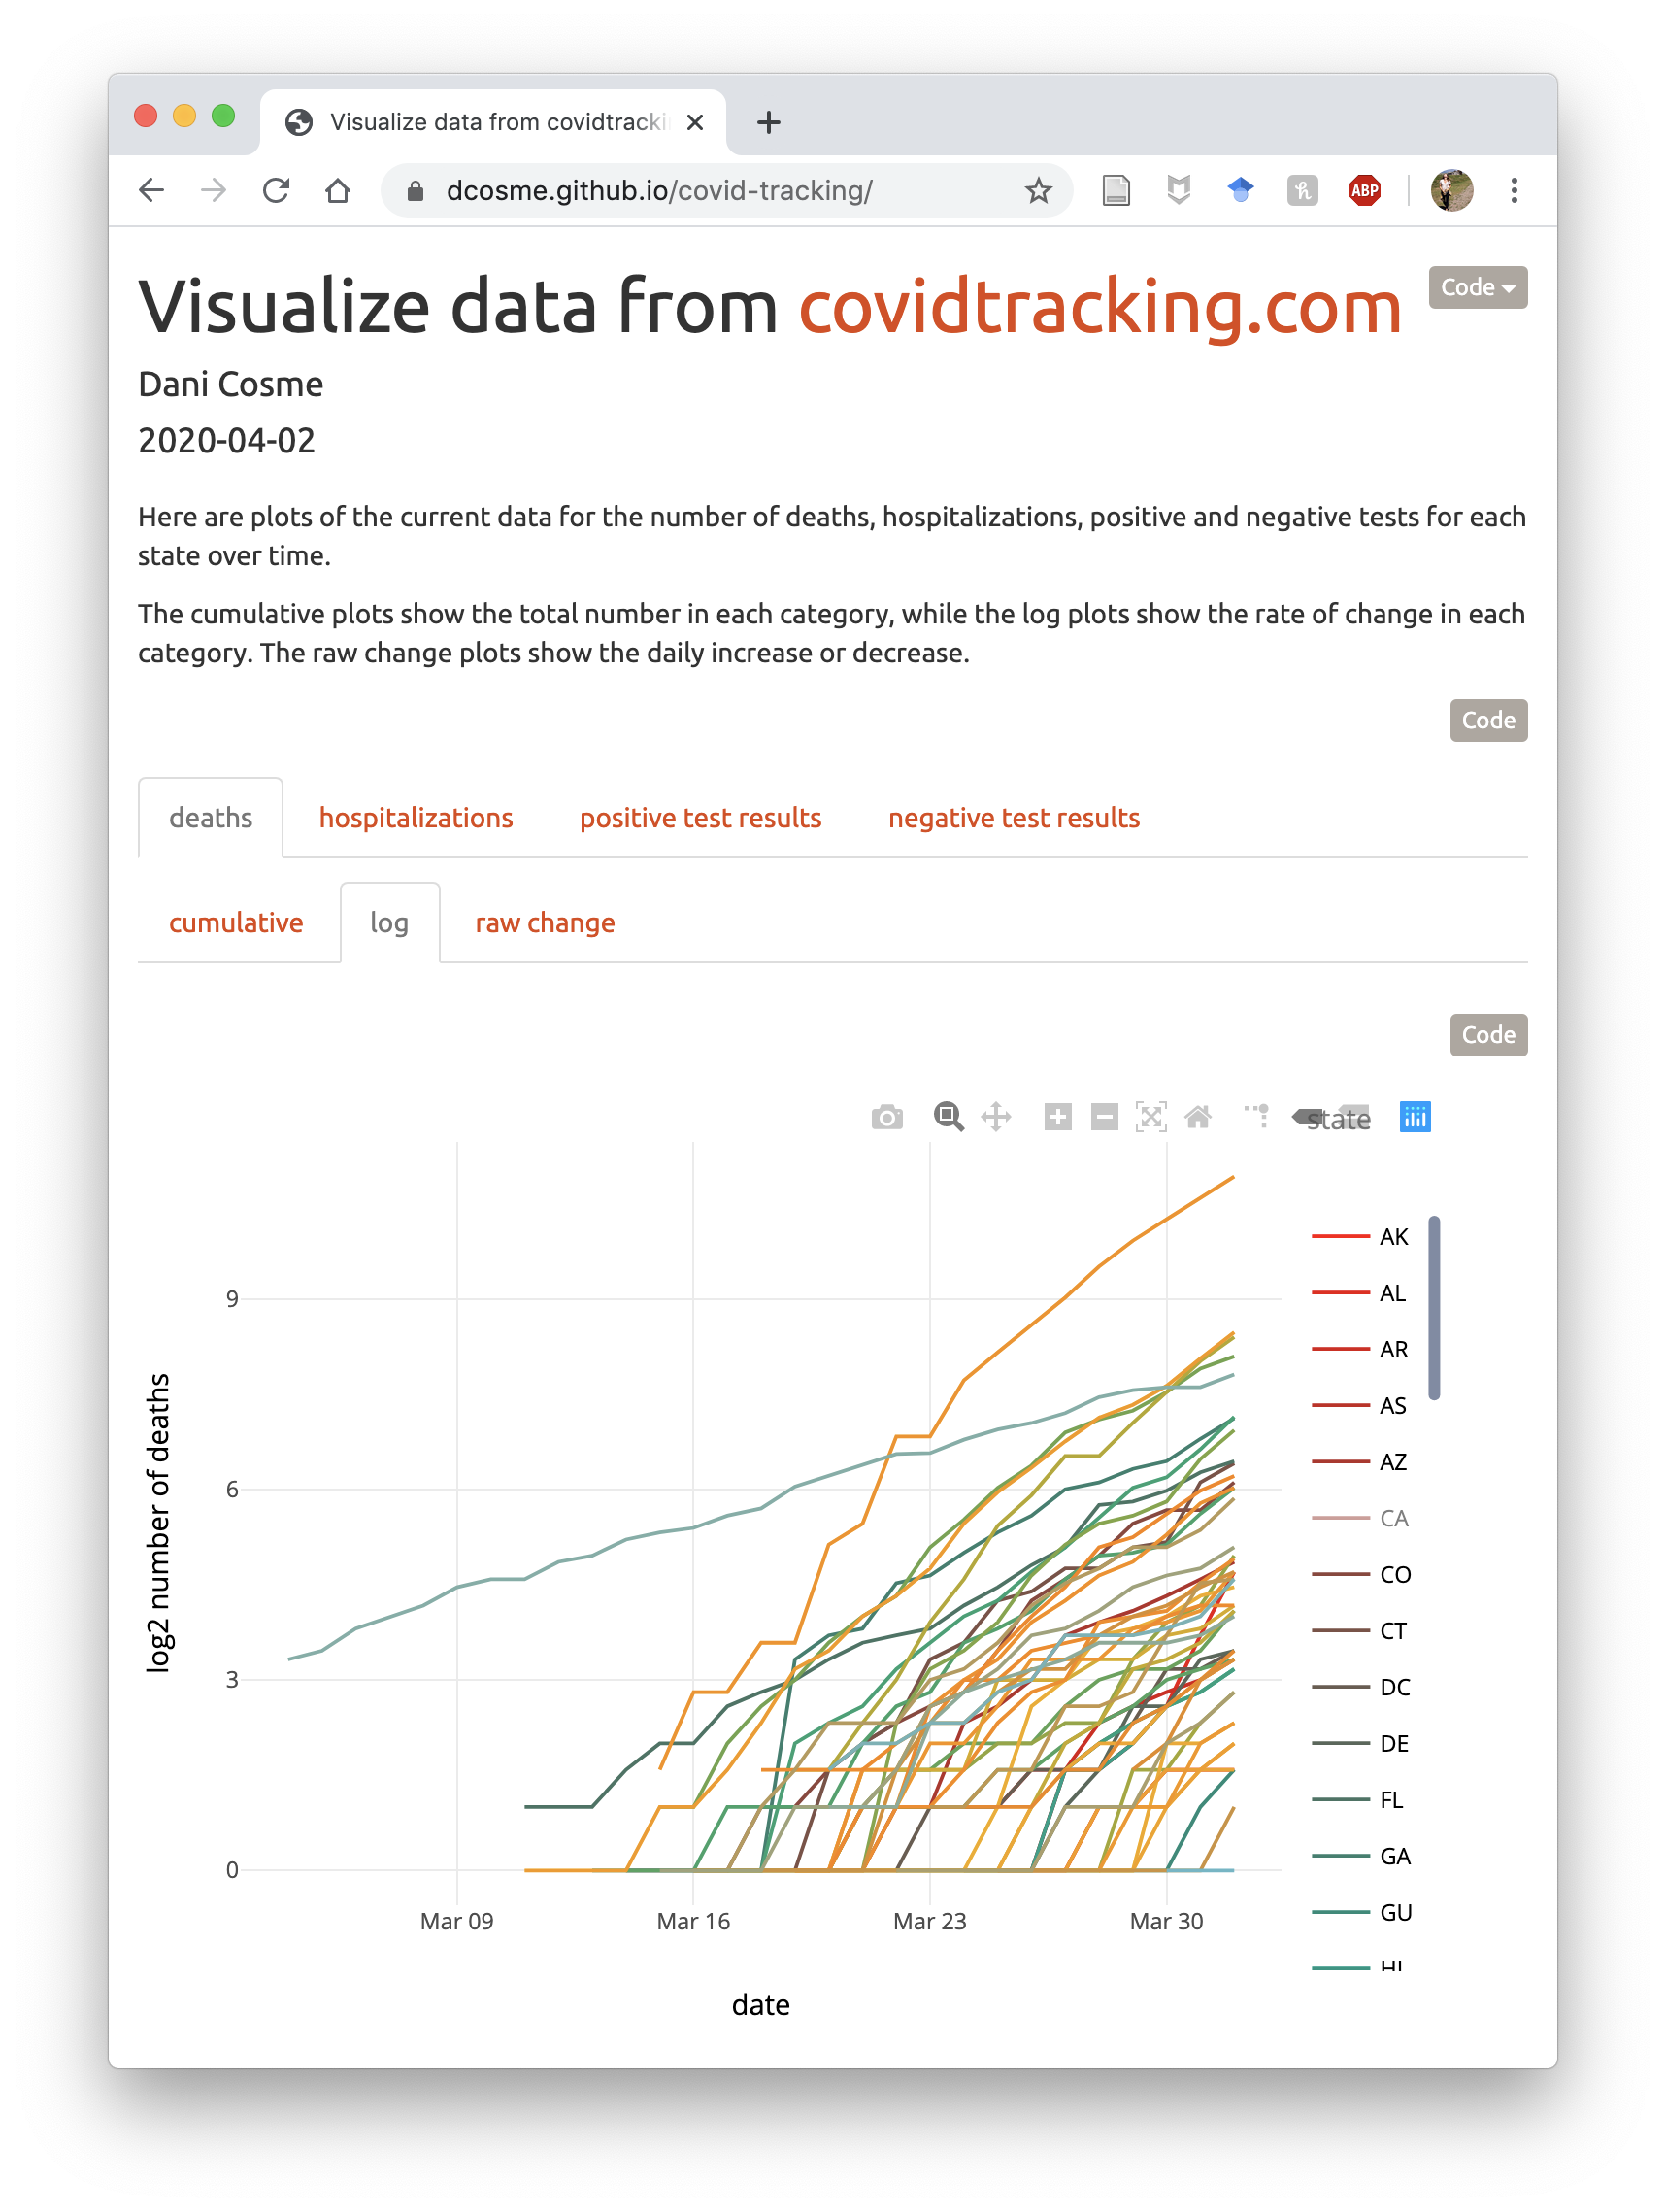 Visualize data from covidtracki
dcosme.github.io/covid-tracking/
ABP
Visualize data from covidtracking.com
Code
Dani Cosme
2020-04-02
Here are plots of the current data for the number of deaths, hospitalizations, positive and negative tests for each
state over time.
The cumulative plots show the total number in each category, while the log plots show the rate of change in each
category. The raw change plots show the daily increase or decrease.
Code
deaths hospitalizations positive test results negative test results
cumulative log raw change
Code
state
AK
AL
AR
AS
AZ
CA
CO
CT
DC
DE
FL
GA
GU
HI
log2 number of deaths
9
6
3
0
Mar 09 Mar 16 Mar 23 Mar 30
date